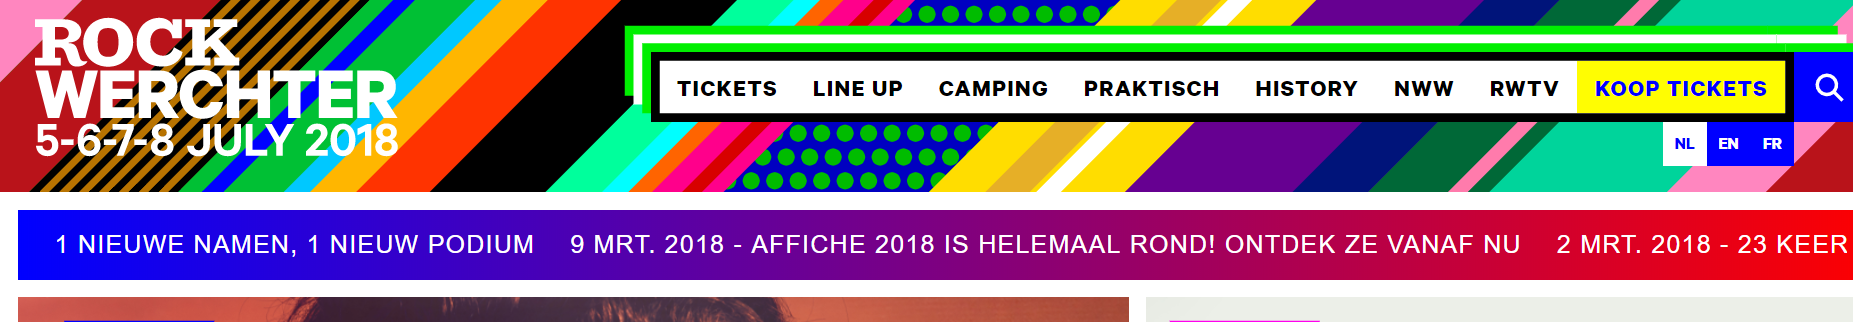 ROCK
WERCHTER
5-6-7-8 JULY 2018
TICKETS LINE UP CAMPING PRAKTISCH HISTORY NWW RWTV KOOP TICKETS
NL EN FR
1 NIEUWE NAMEN, 1 NIEUW PODIUM 9 MRT. 2018 - AFFICHE 2018 IS HELEMAAL ROND! ONTDEK ZE VANAF NU 2 MRT. 2018 - 23 KEER